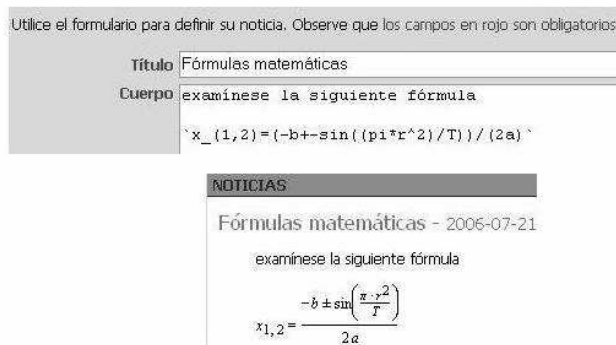 Utilice el formulario para definir su noticia. Observe que los campos en rojo son obligatorios
Título Fórmulas matemáticas
Cuerpo examínese la siguiente fórmula
`x_(1,2)=(-b+-sin((pi*r^2)/T))/(2a)`
NOTICIAS
Fórmulas matemáticas - 2006-07-21
examínese la siguiente fórmula
x1,2 = (-b ± sin(π · r²/T))/2a